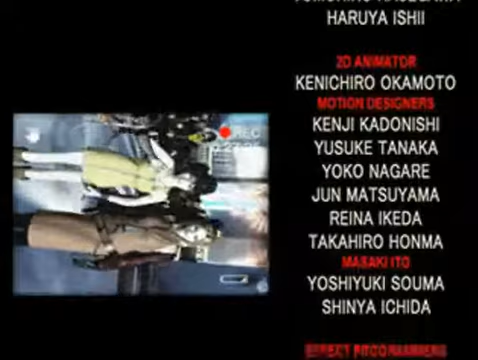 HARUYA ISHII
2D ANIMATOR
KENICHIRO OKAMOTO
MOTION DESIGNERS
KENJI KADONISHI
YUSUKE TANAKA
YOKO NAGARE
JUN MATSUYAMA
REINA IKEDA
TAKAHIRO HONMA
MASAKI ITO
YOSHIYUKI SOUMA
SHINYA ICHIDA
REC